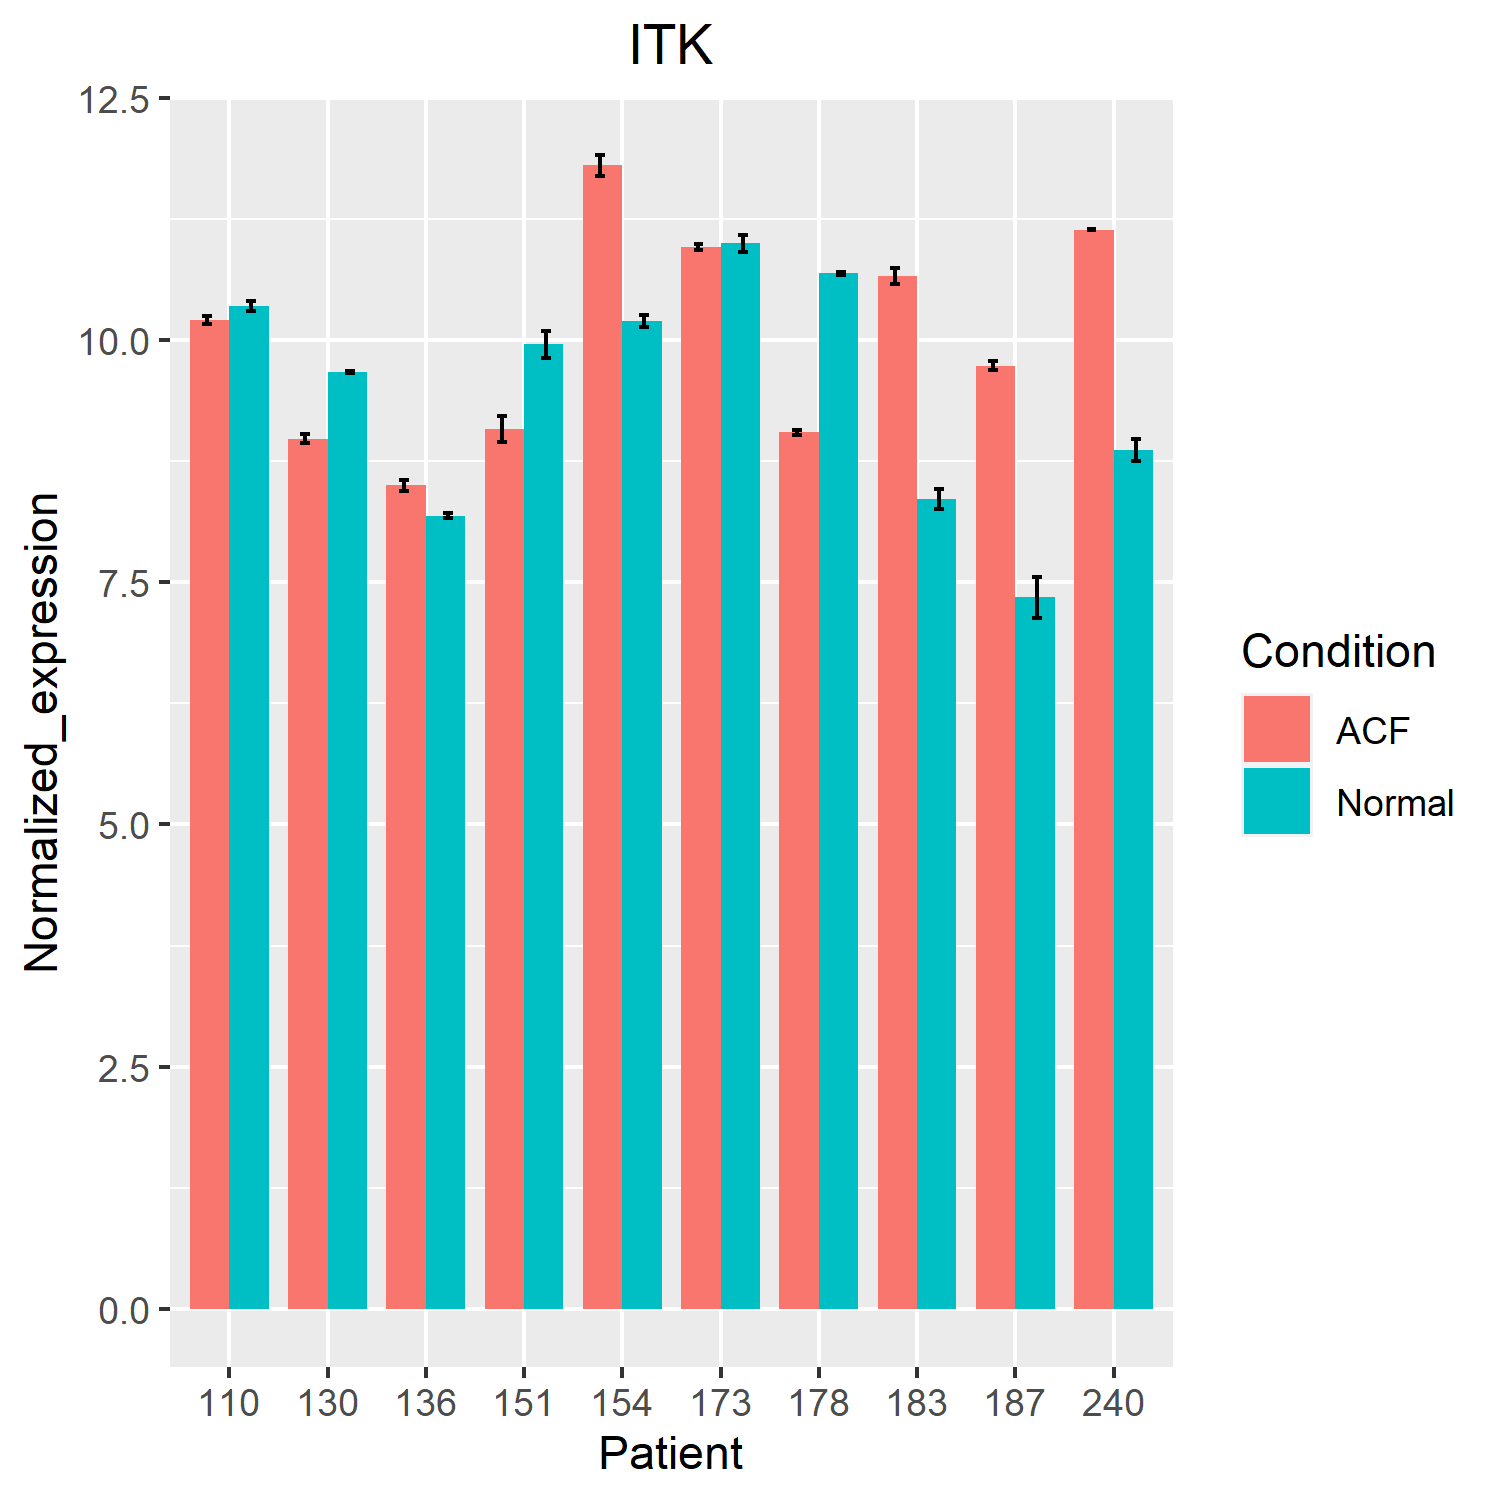 ITK
12.5
10.0
7.5
5.0
2.5
0.0
Normalized_expression
110 130 136 151 154 173 178 183 187 240
Patient
Condition
ACF
Normal